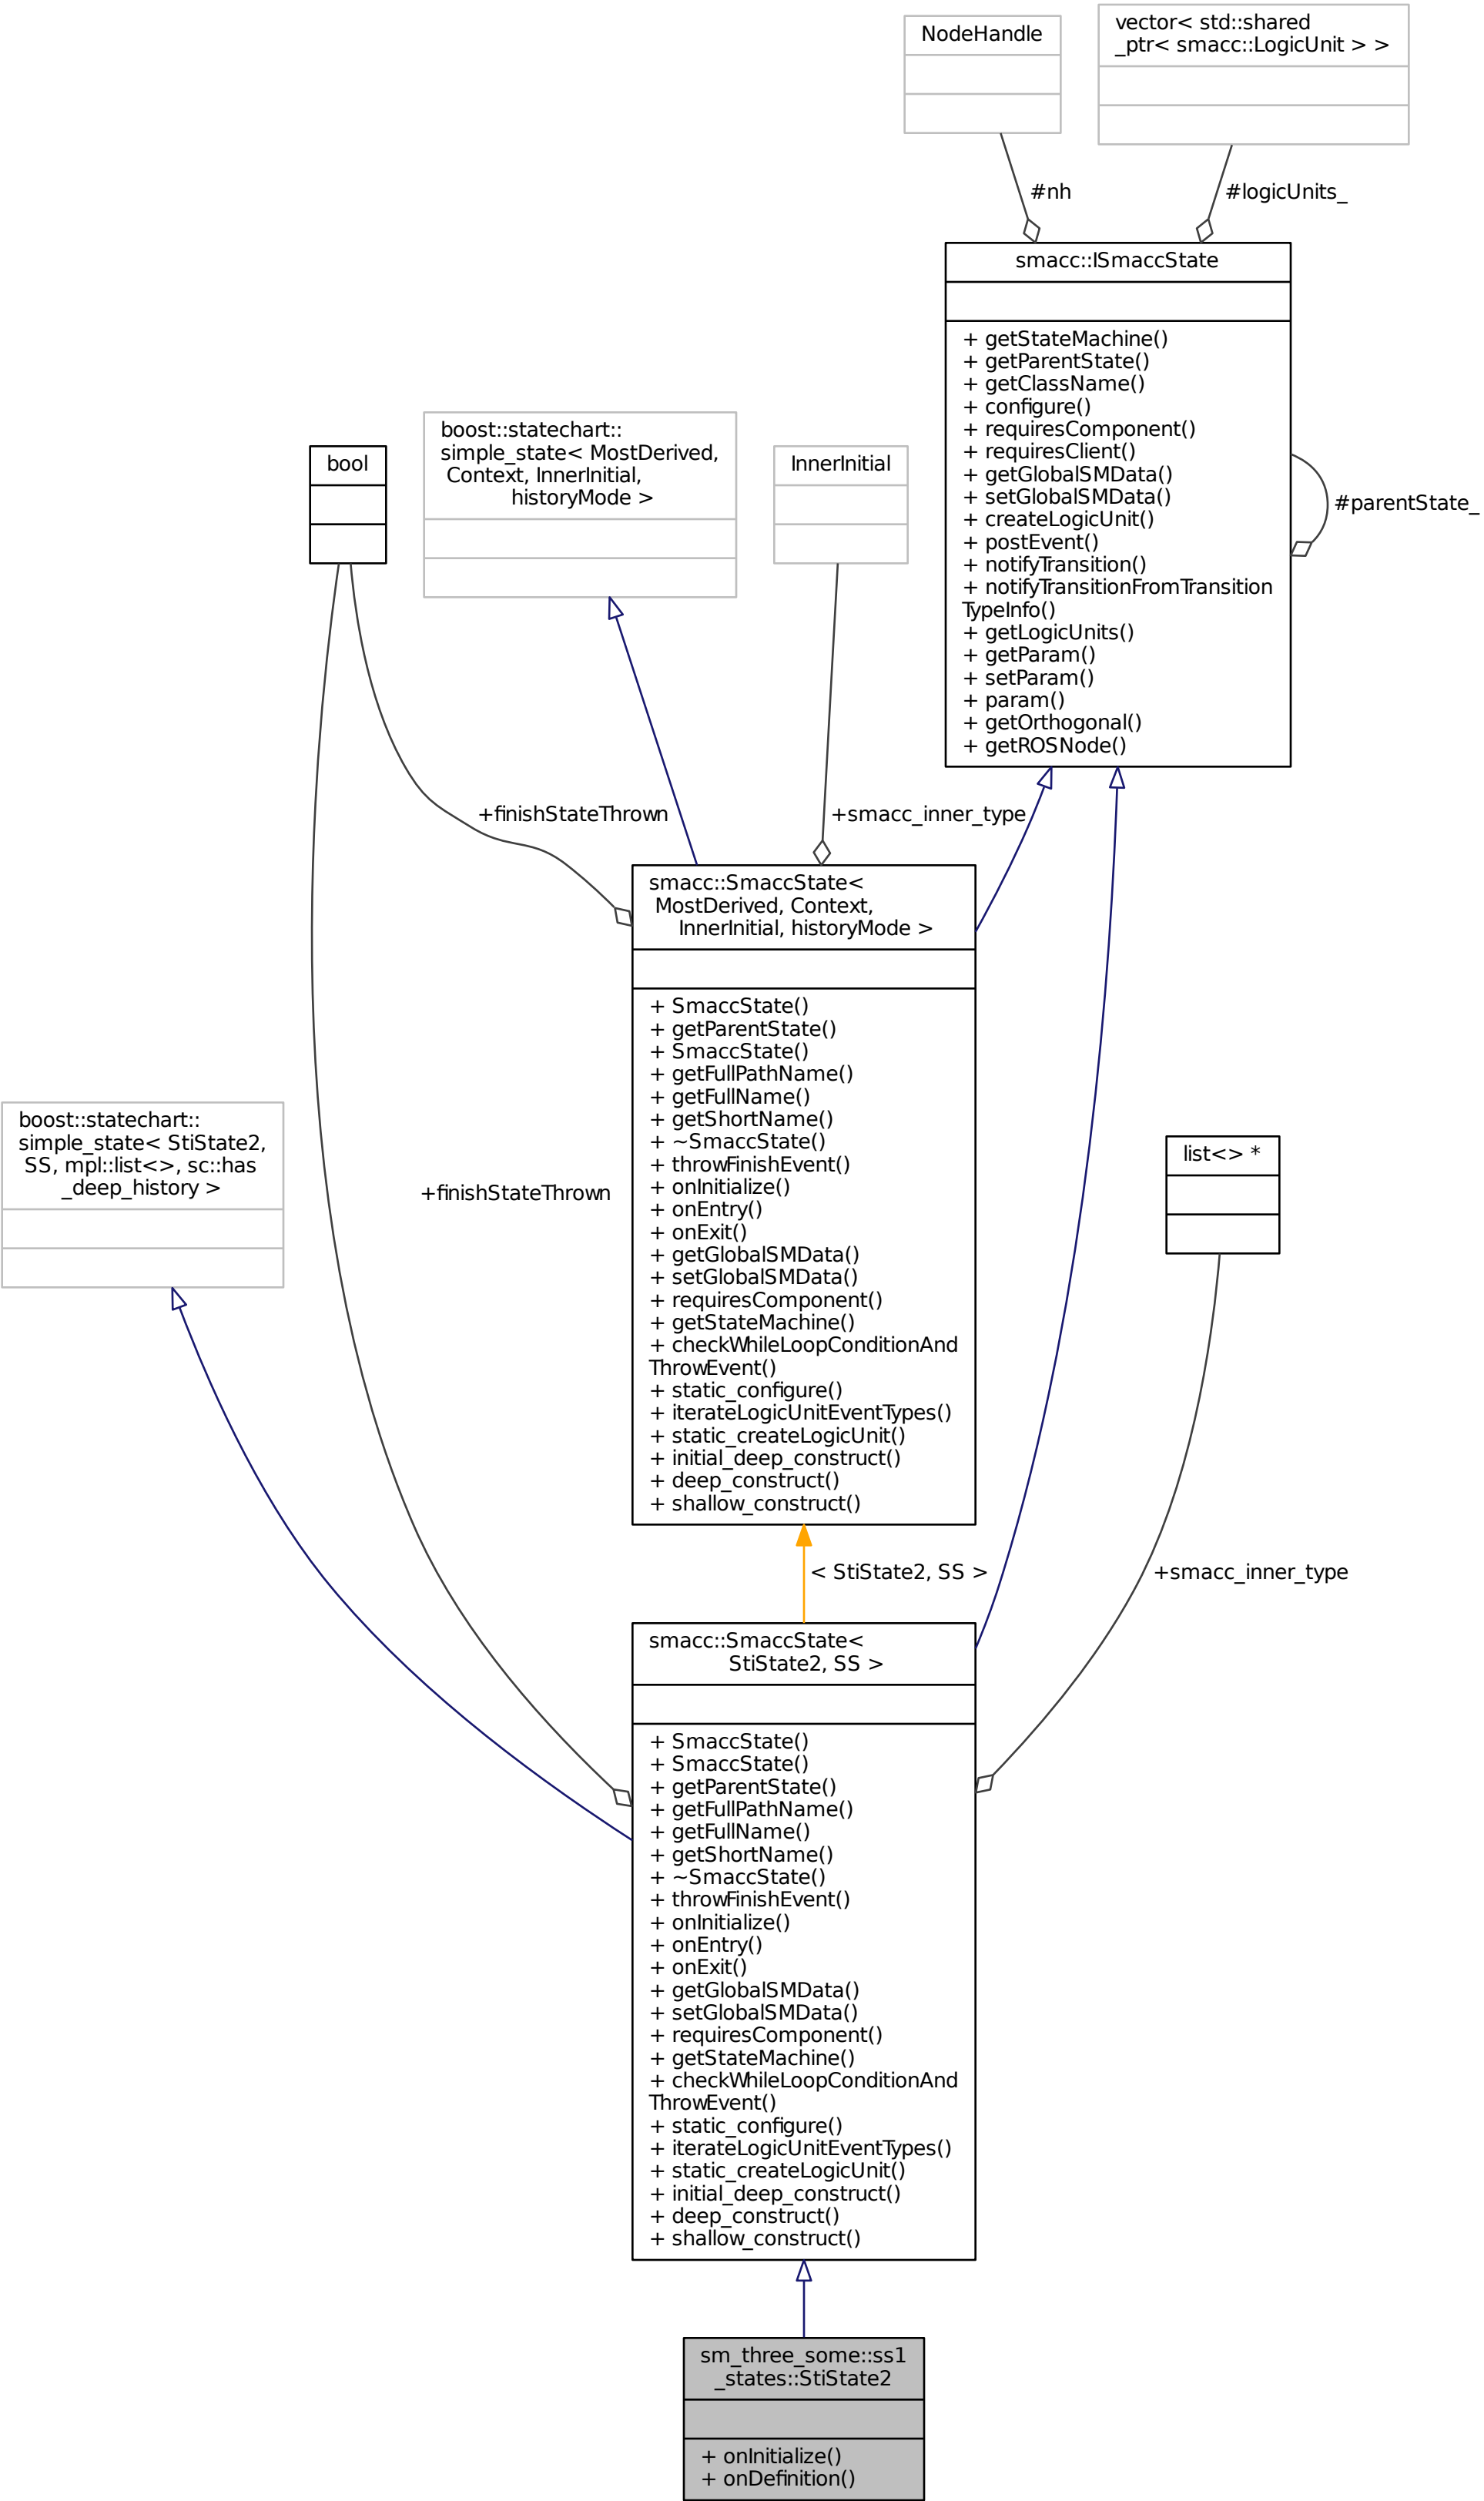 NodeHandle
vector< std::shared
_ptr< smacc::LogicUnit > >
#nh
#logicUnits_
smacc::ISmaccState
+ getStateMachine()
+ getParentState()
+ getClassName()
+ configure()
+ requiresComponent()
+ requiresClient()
+ getGlobalSMData()
+ setGlobalSMData()
+ createLogicUnit()
+ postEvent()
+ notifyTransition()
+ notifyTransitionFromTransition
TypeInfo()
+ getLogicUnits()
+ getParam()
+ setParam()
+ param()
+ getOrthogonal()
+ getROSNode()
#parentState_
bool
boost::statechart::
simple_state< MostDerived,
Context, InnerInitial,
historyMode >
InnerInitial
+finishStateThrown
+smacc_inner_type
smacc::SmaccState<
MostDerived, Context,
InnerInitial, historyMode >
+ SmaccState()
+ getParentState()
+ SmaccState()
+ getFullPathName()
+ getFullName()
+ getShortName()
+ ~SmaccState()
+ throwFinishEvent()
+ onInitialize()
+ onEntry()
+ onExit()
+ getGlobalSMData()
+ setGlobalSMData()
+ requiresComponent()
+ getStateMachine()
+ checkWhileLoopConditionAnd
ThrowEvent()
+ static_configure()
+ iterateLogicUnitEventTypes()
+ static_createLogicUnit()
+ initial_deep_construct()
+ deep_construct()
+ shallow_construct()
boost::statechart::
simple_state< StiState2,
SS, mpl::list<>, sc::has
_deep_history >
+finishStateThrown
list<> *
< StiState2, SS >
+smacc_inner_type
smacc::SmaccState<
StiState2, SS >
+ SmaccState()
+ SmaccState()
+ getParentState()
+ getFullPathName()
+ getFullName()
+ getShortName()
+ ~SmaccState()
+ throwFinishEvent()
+ onInitialize()
+ onEntry()
+ onExit()
+ getGlobalSMData()
+ setGlobalSMData()
+ requiresComponent()
+ getStateMachine()
+ checkWhileLoopConditionAnd
ThrowEvent()
+ static_configure()
+ iterateLogicUnitEventTypes()
+ static_createLogicUnit()
+ initial_deep_construct()
+ deep_construct()
+ shallow_construct()
sm_three_some::ss1
_states::StiState2
+ onInitialize()
+ onDefinition()